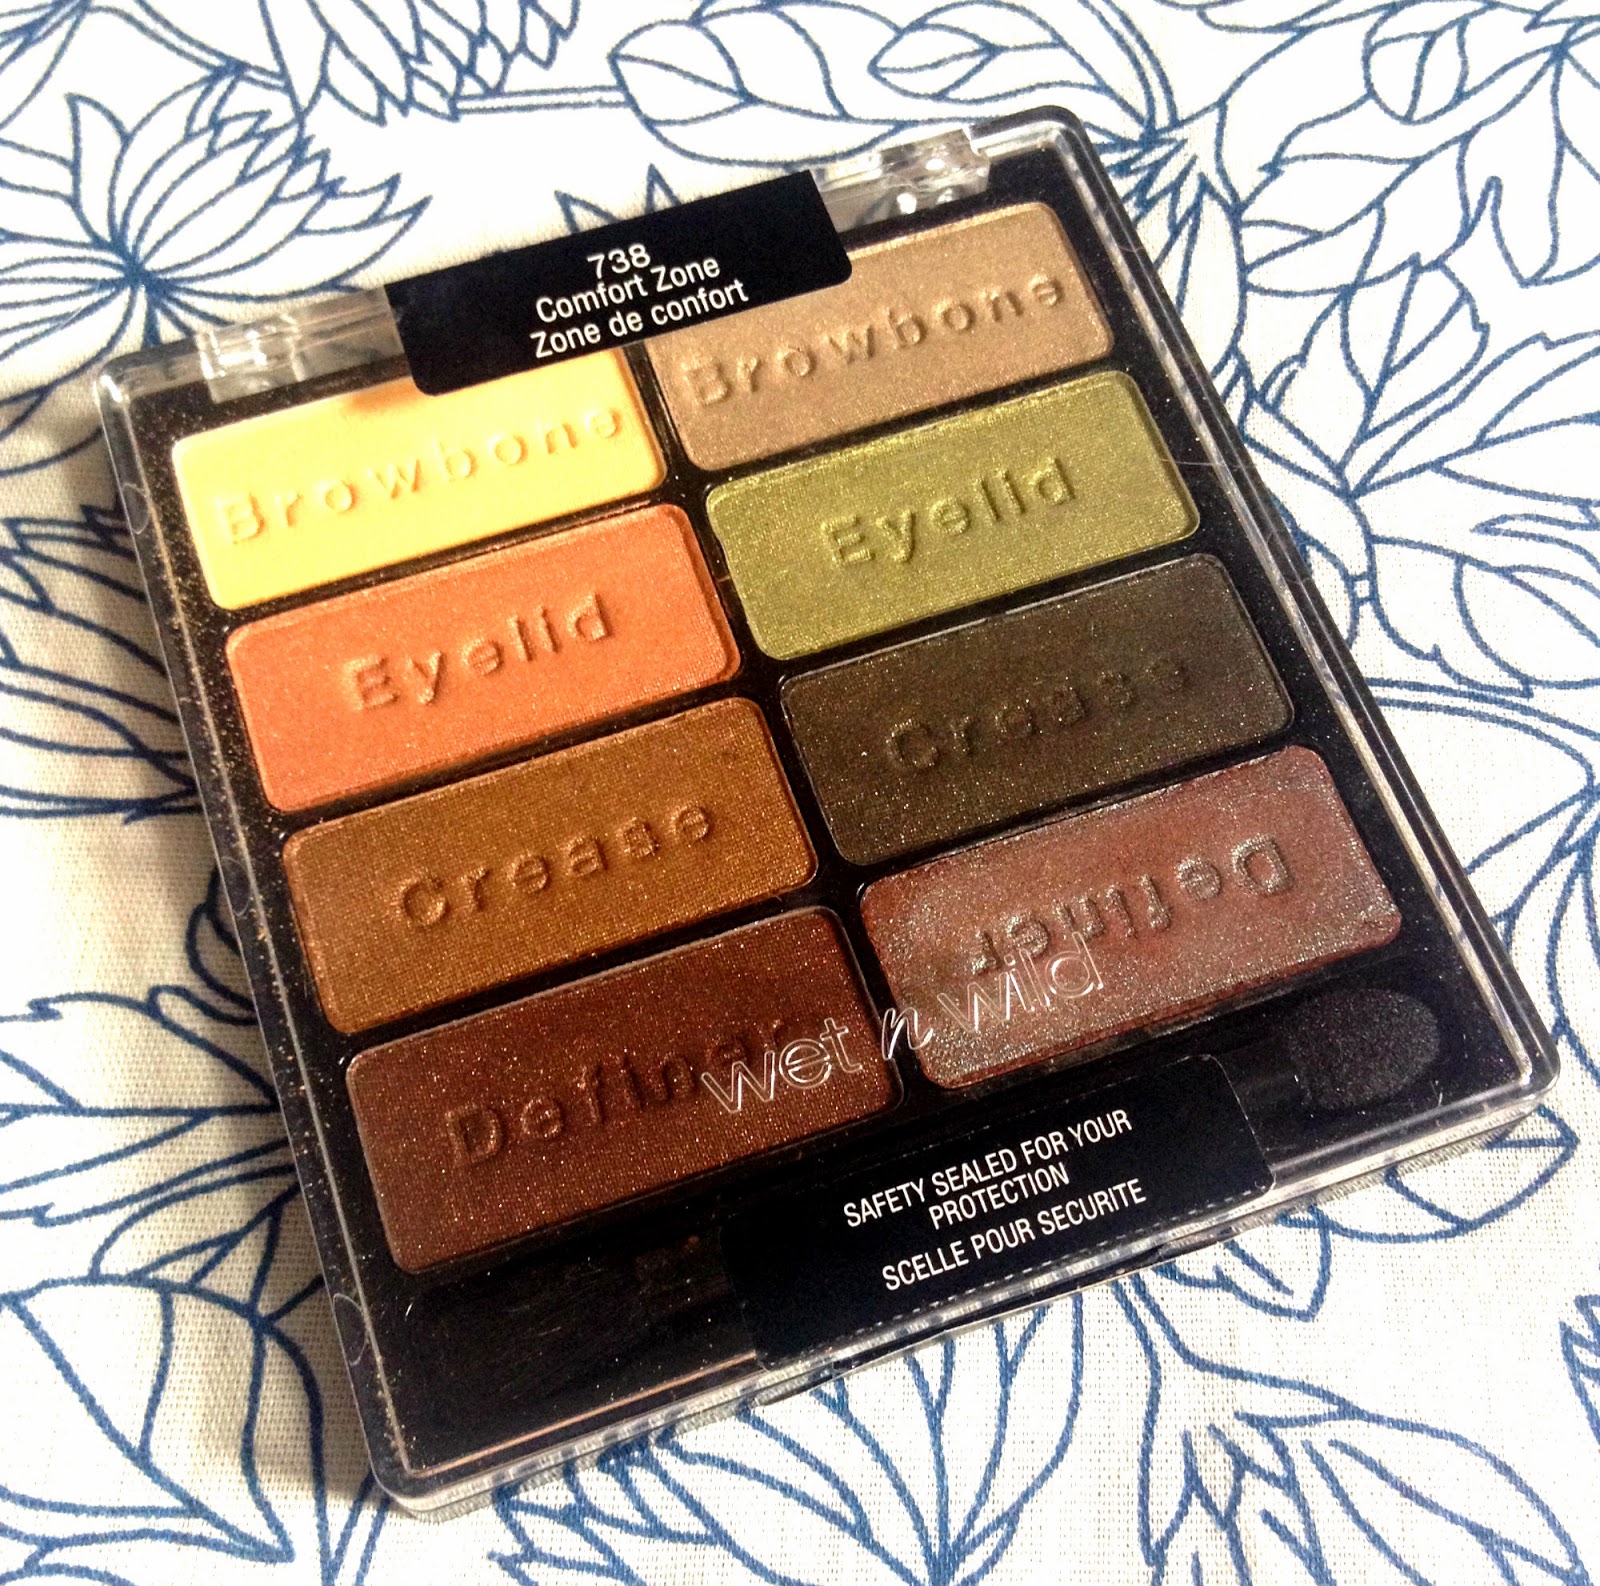 738
Comfort Zone
Zone de confort
Browbone
Browbone
Eyelid
Eyelid
Crease
Crease
Definer
Definer
wet n wild
SAFETY SEALED FOR YOUR
PROTECTION
SCELLE POUR SECURITE